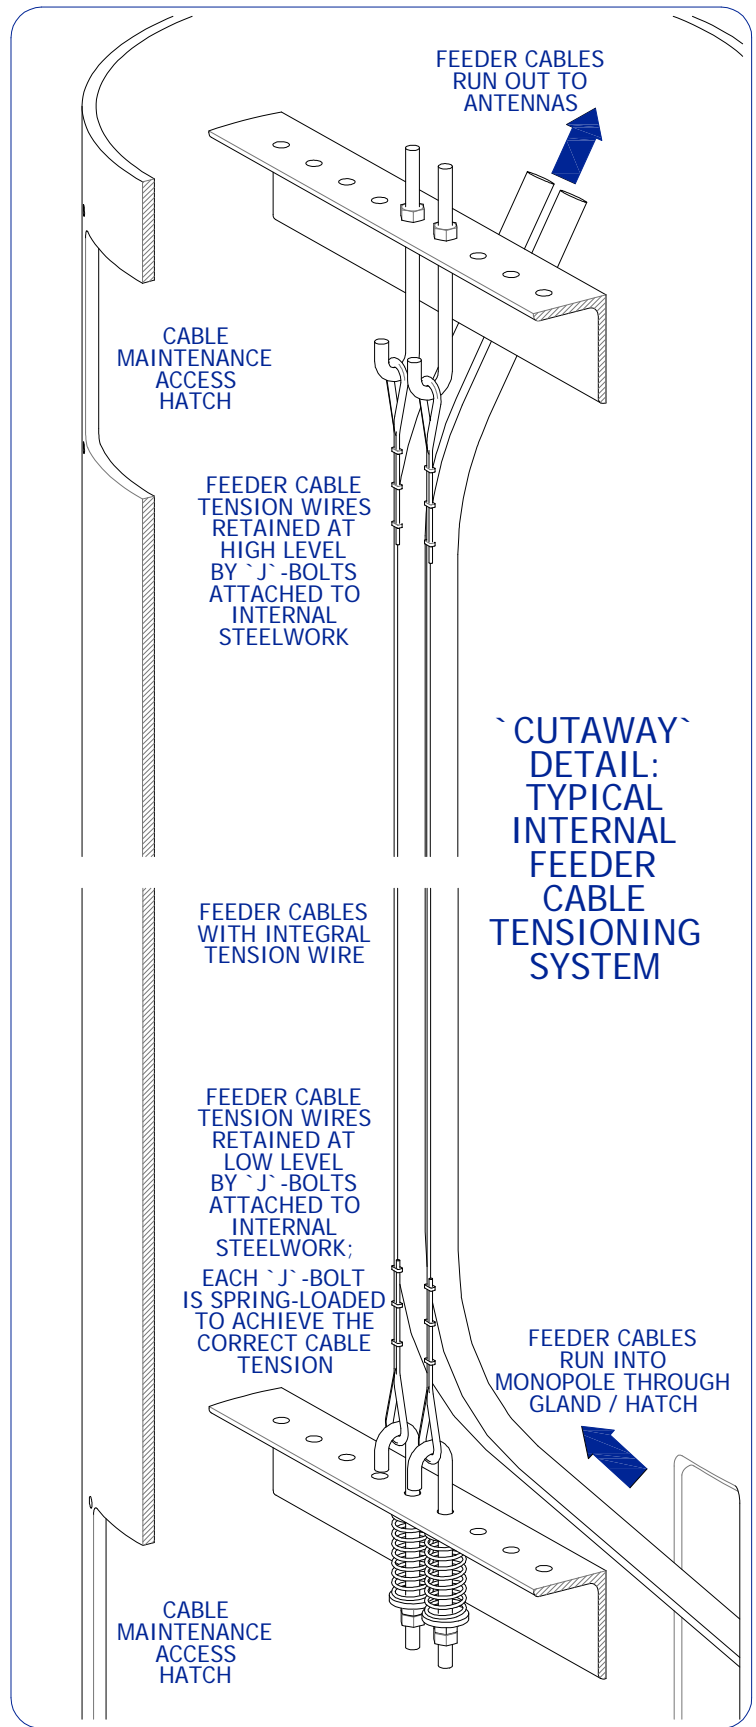 FEEDER CABLES
RUN OUT TO
ANTENNAS
CABLE
MAINTENANCE
ACCESS
HATCH
FEEDER CABLE
TENSION WIRES
RETAINED AT
HIGH LEVEL
BY `J`-BOLTS
ATTACHED TO
INTERNAL
STEELWORK
`CUTAWAY`
DETAIL:
TYPICAL
INTERNAL
FEEDER
CABLE
TENSIONING
SYSTEM
FEEDER CABLES
WITH INTEGRAL
TENSION WIRE
FEEDER CABLE
TENSION WIRES
RETAINED AT
LOW LEVEL
BY `J`-BOLTS
ATTACHED TO
INTERNAL
STEELWORK;
EACH `J`-BOLT
IS SPRING-LOADED
TO ACHIEVE THE
CORRECT CABLE
TENSION
FEEDER CABLES
RUN INTO
MONOPOLE THROUGH
GLAND / HATCH
CABLE
MAINTENANCE
ACCESS
HATCH